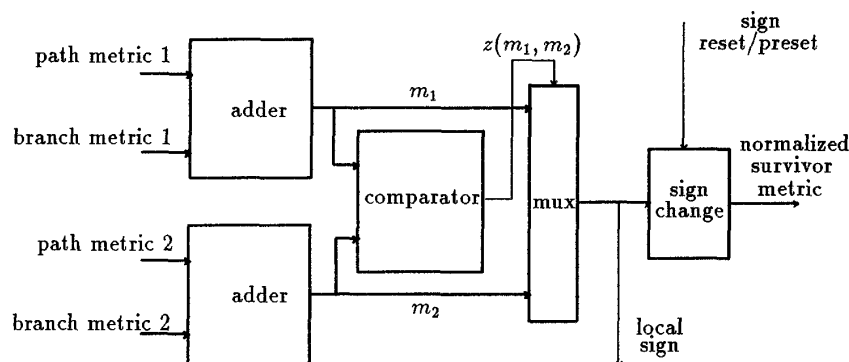 sign
reset/preset
path metric 1
z(m₁, m₂)
adder
m₁
branch metric 1
comparator
mux
sign
change
normalized
survivor
metric
path metric 2
adder
m₂
branch metric 2
local
sign